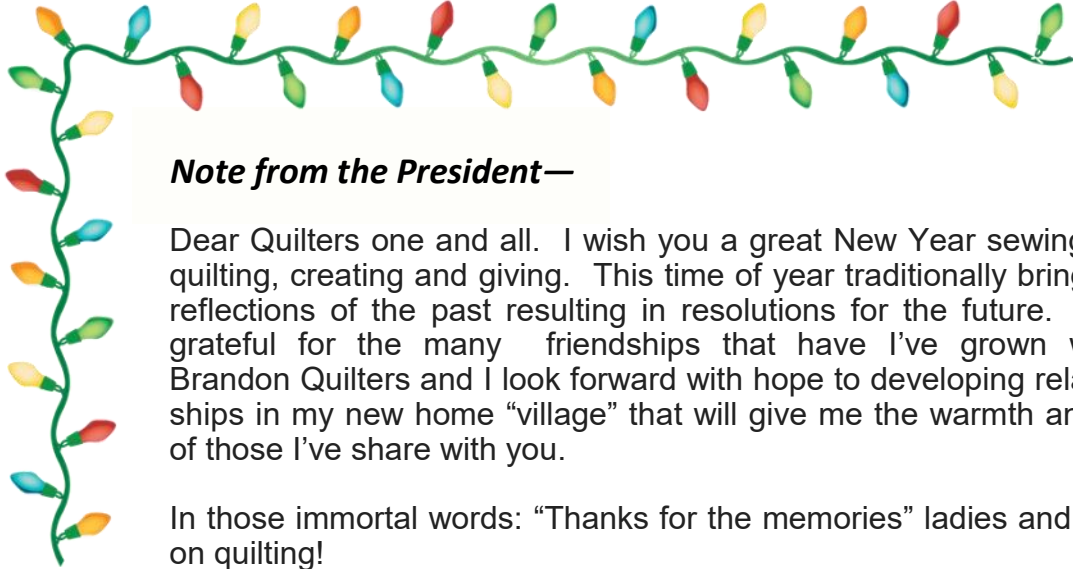 Note from the President—
Dear Quilters one and all. I wish you a great New Year sewing
quilting, creating and giving. This time of year traditionally bring
reflections of the past resulting in resolutions for the future.
grateful for the many friendships that have I've grown
Brandon Quilters and I look forward with hope to developing rela
ships in my new home “village” that will give me the warmth an
of those I've share with you.
In those immortal words: “Thanks for the memories” ladies and
on quilting!